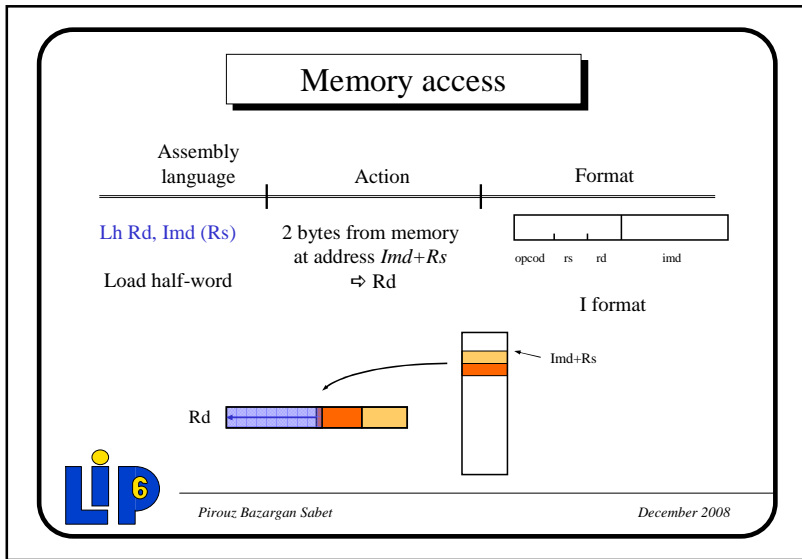 Memory access
Assembly
language
Action
Format
Lh Rd, Imd (Rs)
Load half-word
2 bytes from memory
at address Imd+Rs
⇨ Rd
opcod rs rd imd
I format
Imd+Rs
Rd
LIP6
Pirouz Bazargan Sabet
December 2008